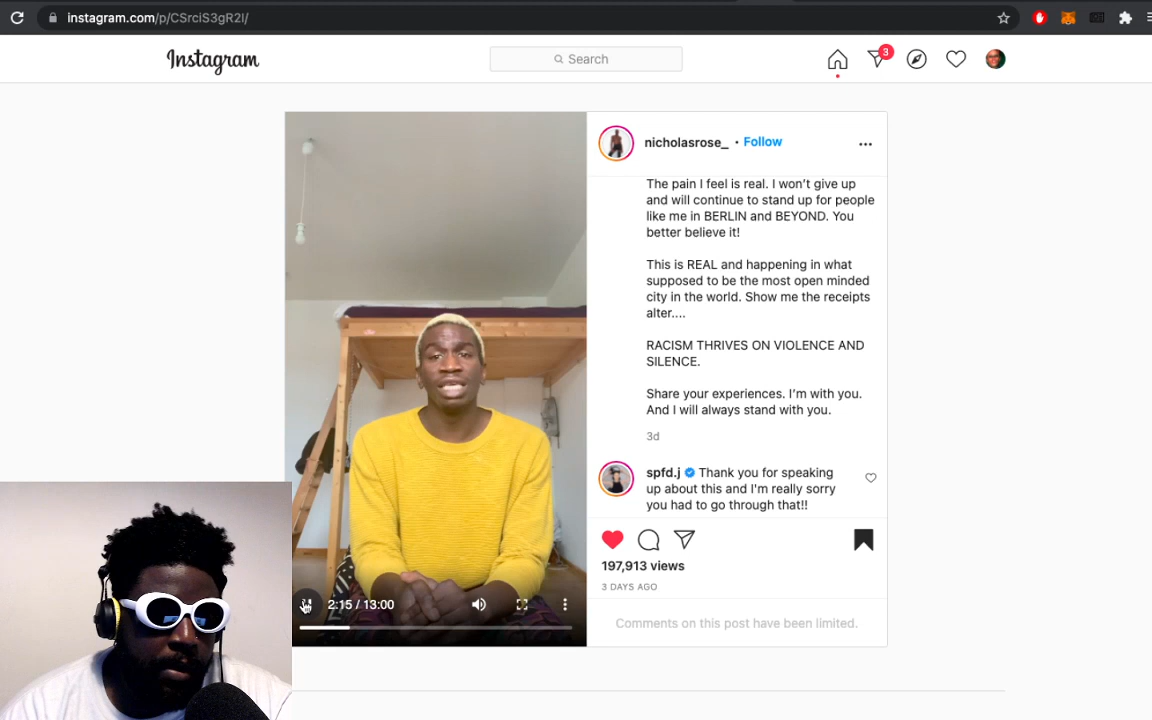 instagram.com/p/CSrciS3gR2l/
Instagram
Search
3
nicholasrose_ • Follow
The pain I feel is real. I won't give up
and will continue to stand up for people
like me in BERLIN and BEYOND. You
better believe it!
This is REAL and happening in what
supposed to be the most open minded
city in the world. Show me the receipts
alter....
RACISM THRIVES ON VIOLENCE AND
SILENCE.
Share your experiences. I'm with you.
And I will always stand with you.
3d
spfd.j Thank you for speaking
up about this and I'm really sorry
you had to go through that!!
2:15 / 13:00
197,913 views
3 DAYS AGO
Comments on this post have been limited.